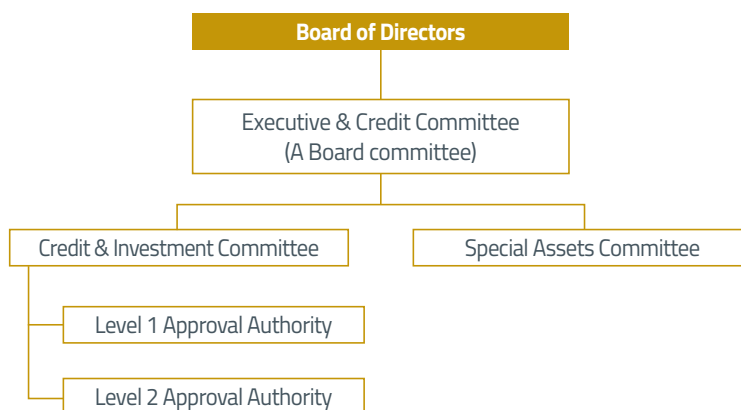 Board of Directors
Executive & Credit Committee
(A Board committee)
Credit & Investment Committee
Special Assets Committee
Level 1 Approval Authority
Level 2 Approval Authority